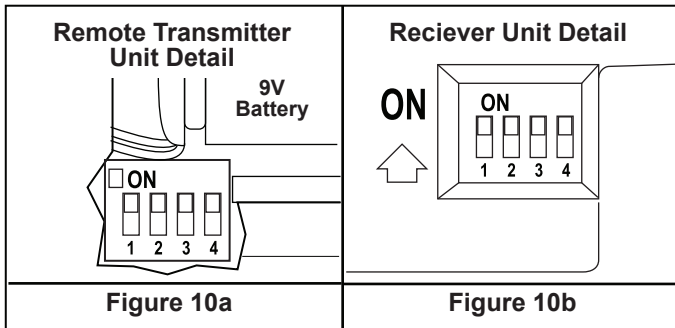 Remote Transmitter
Unit Detail
9V
Battery
ON
1 2 3 4
Figure 10a
Reciever Unit Detail
ON
ON
1 2 3 4
Figure 10b